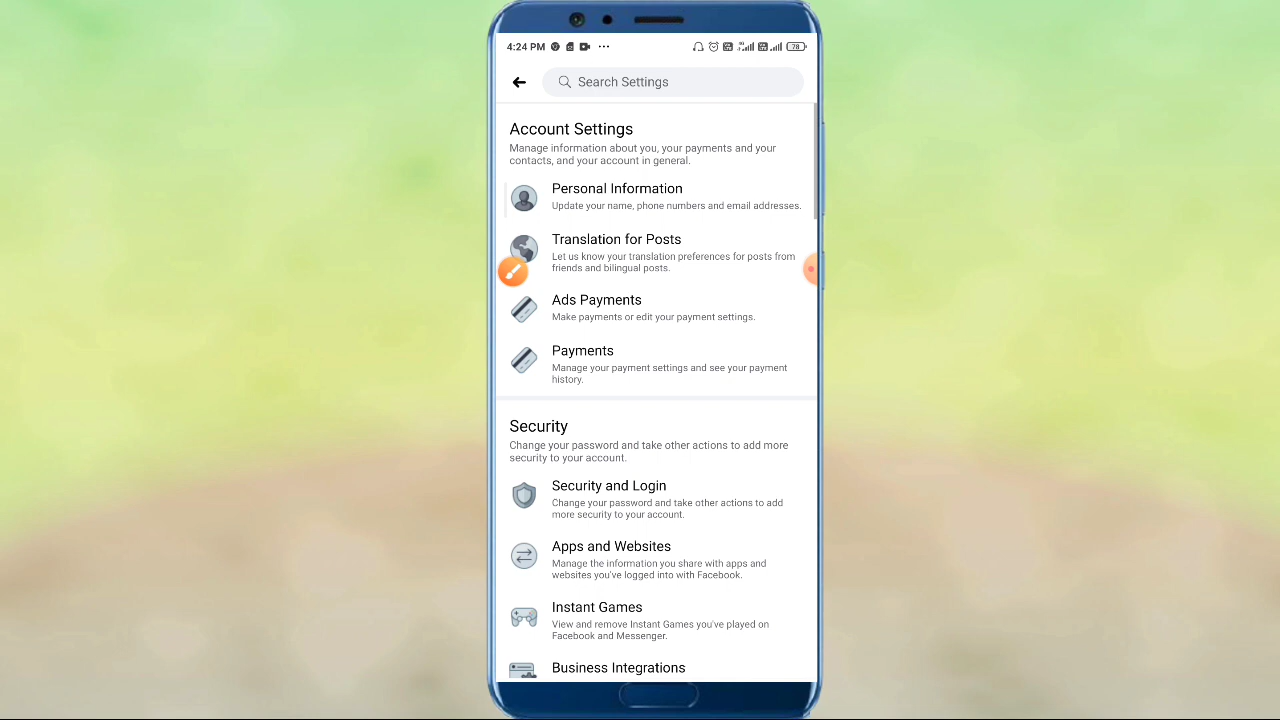 4:24 PM
Search Settings
Account Settings
Manage information about you, your payments and your
contacts, and your account in general.
Personal Information
Update your name, phone numbers and email addresses.
Translation for Posts
Let us know your translation preferences for posts from
friends and bilingual posts.
Ads Payments
Make payments or edit your payment settings.
Payments
Manage your payment settings and see your payment
history.
Security
Change your password and take other actions to add more
security to your account.
Security and Login
Change your password and take other actions to add
more security to your account.
Apps and Websites
Manage the information you share with apps and
websites you've logged into with Facebook.
Instant Games
View and remove Instant Games you've played on
Facebook and Messenger.
Business Integrations